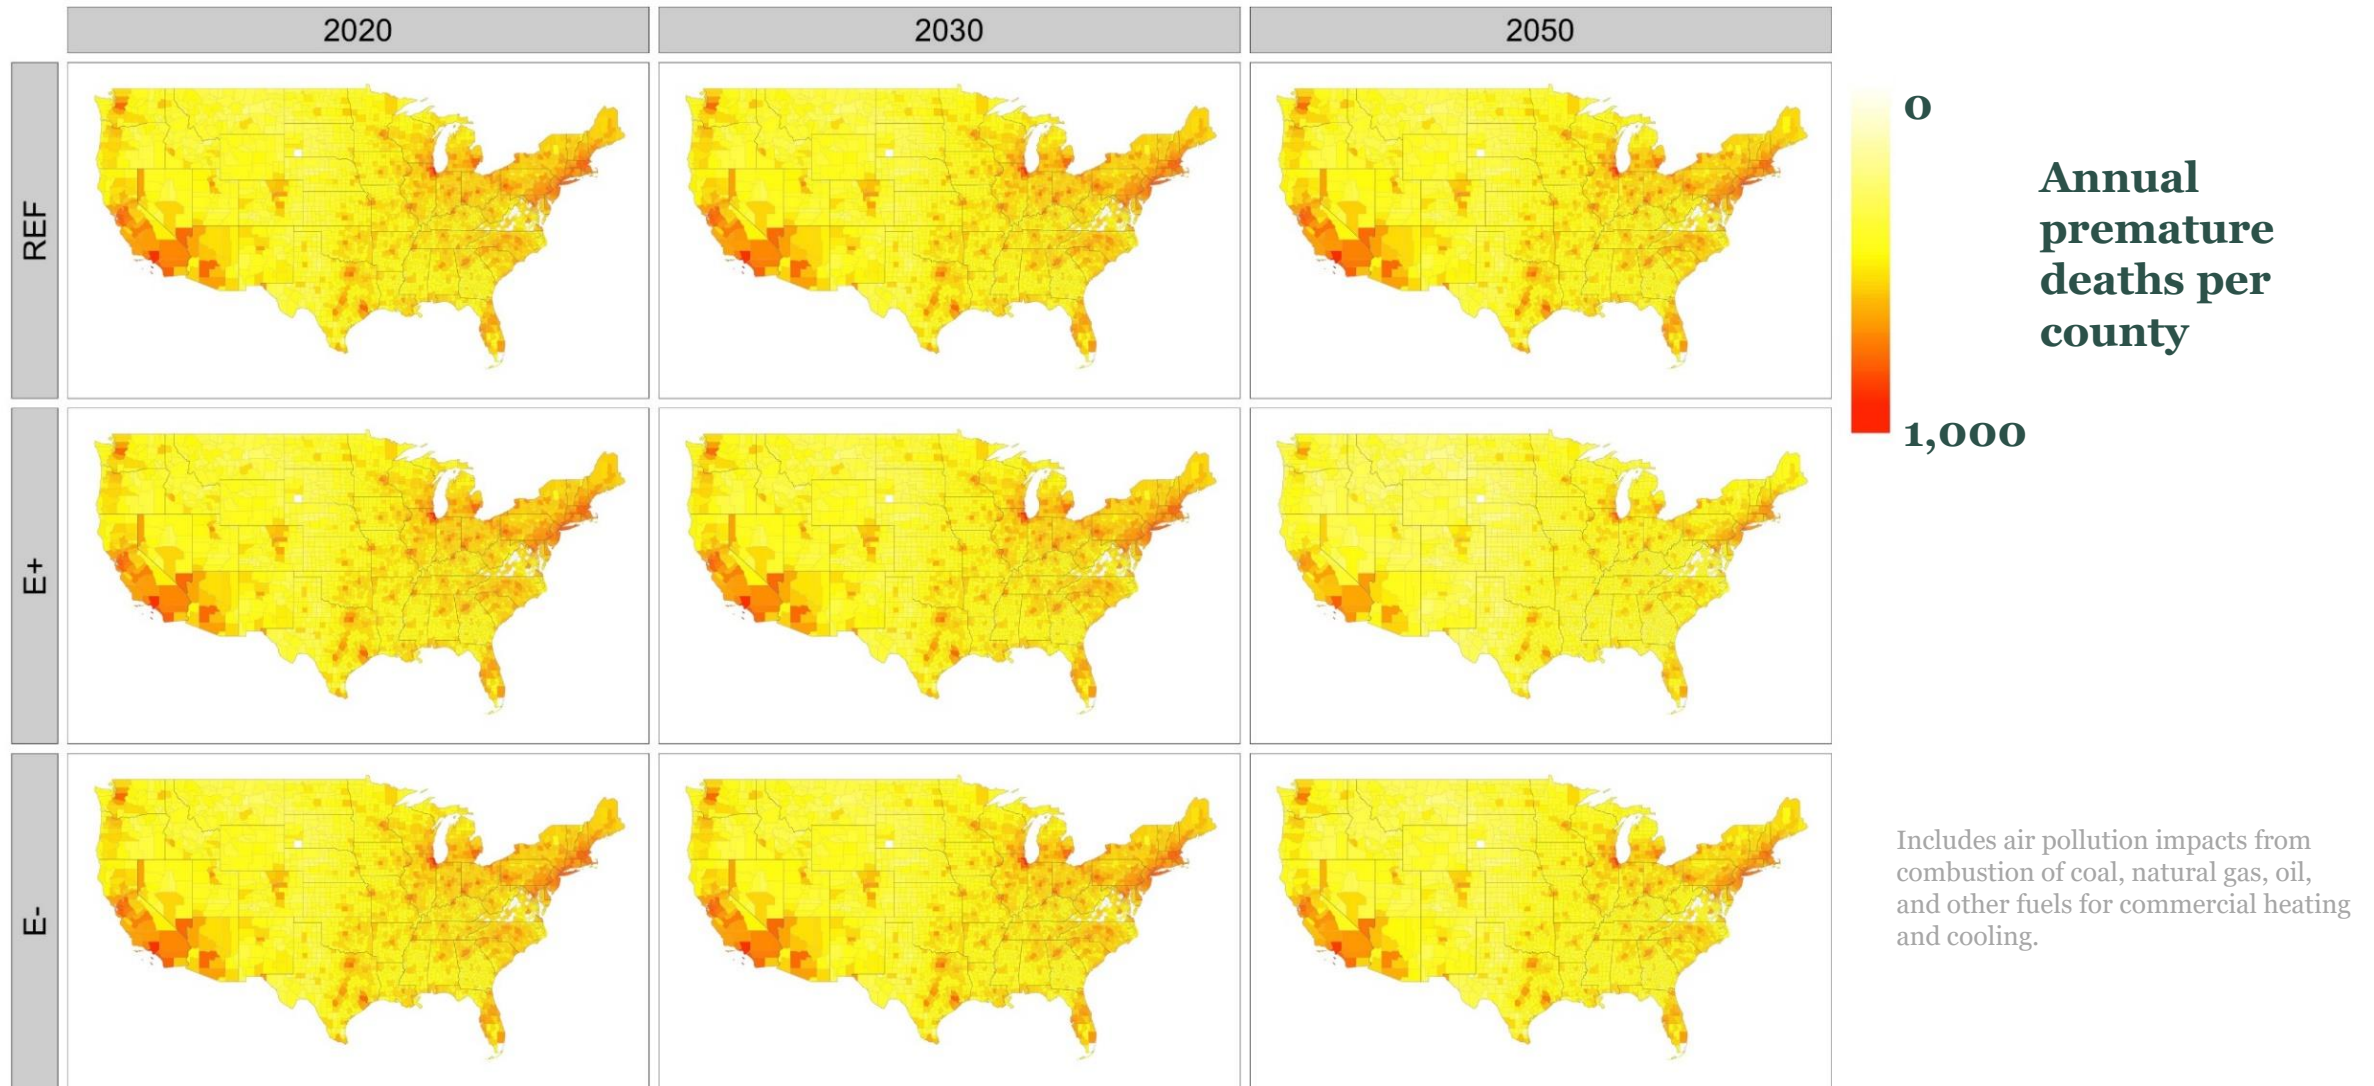 2020
2030
2050
REF
E+
E-
0
1,000
Annual
premature
deaths per
county
Includes air pollution impacts from
combustion of coal, natural gas, oil,
and other fuels for commercial heating
and cooling.